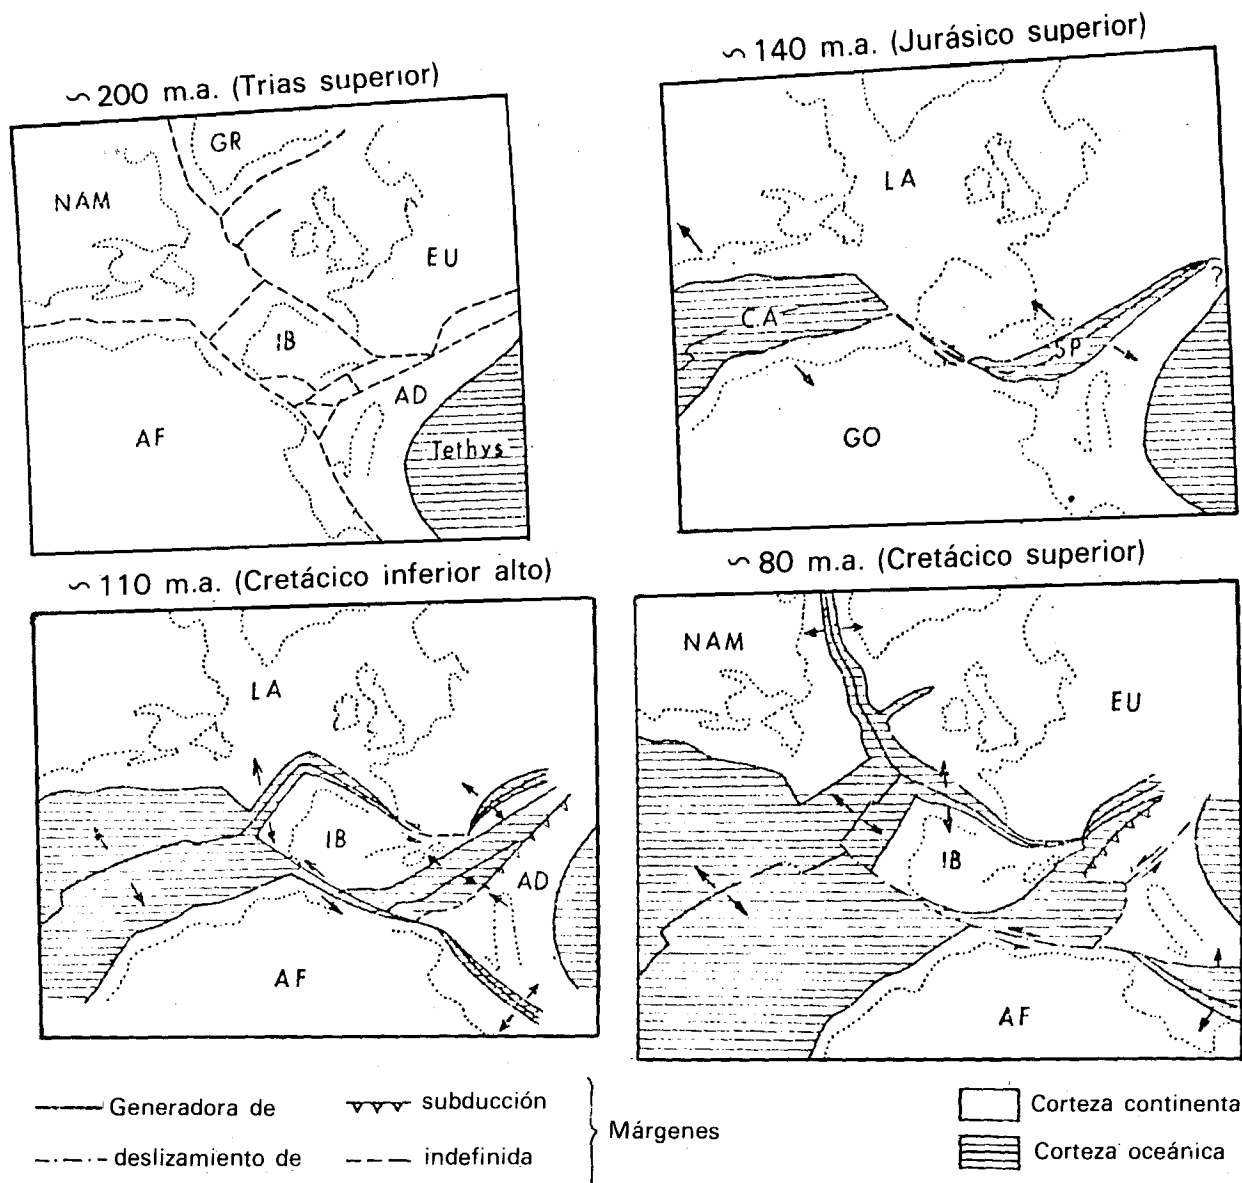 ∽ 200 m.a. (Trias superior)
GR
NAM
EU
IB
AD
AF
Tethys
∽ 140 m.a. (Jurásico superior)
LA
CA
SP
?
GO
∽ 110 m.a. (Cretácico inferior alto)
LA
IB
AD
AF
∽ 80 m.a. (Cretácico superior)
NAM
EU
IB
AF
Generadora de
subducción
deslizamiento de
indefinida
Márgenes
Corteza continenta
Corteza oceánica